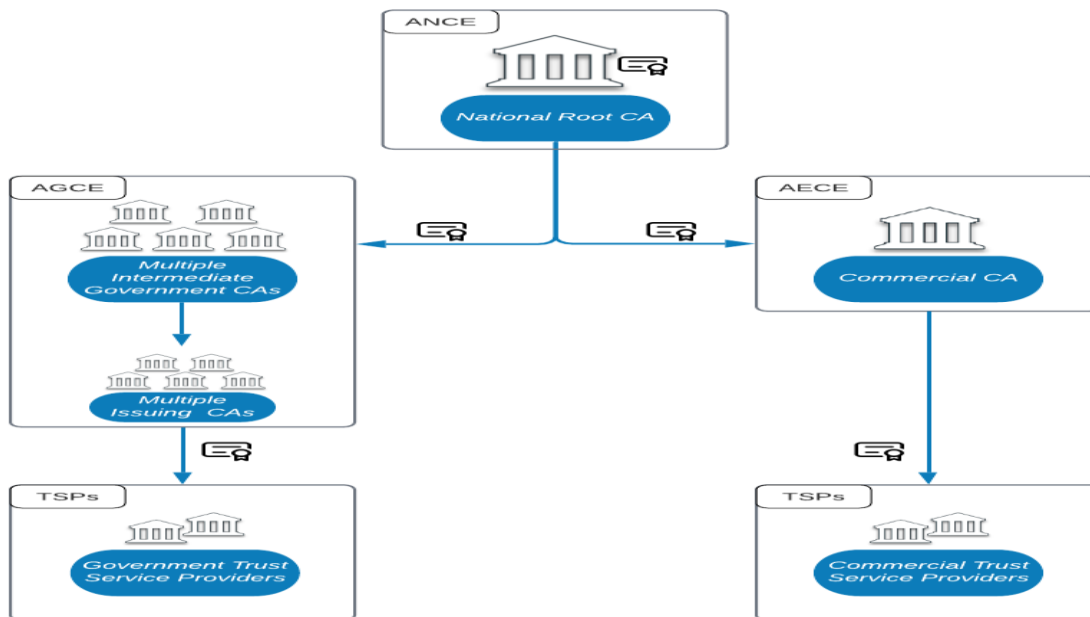 ANCE
National Root CA
AGCE
Multiple
Intermediate
Government CAs
Multiple
Issuing CAs
AECE
Commercial CA
TSPs
Government Trust
Service Providers
TSPs
Commercial Trust
Service Providers